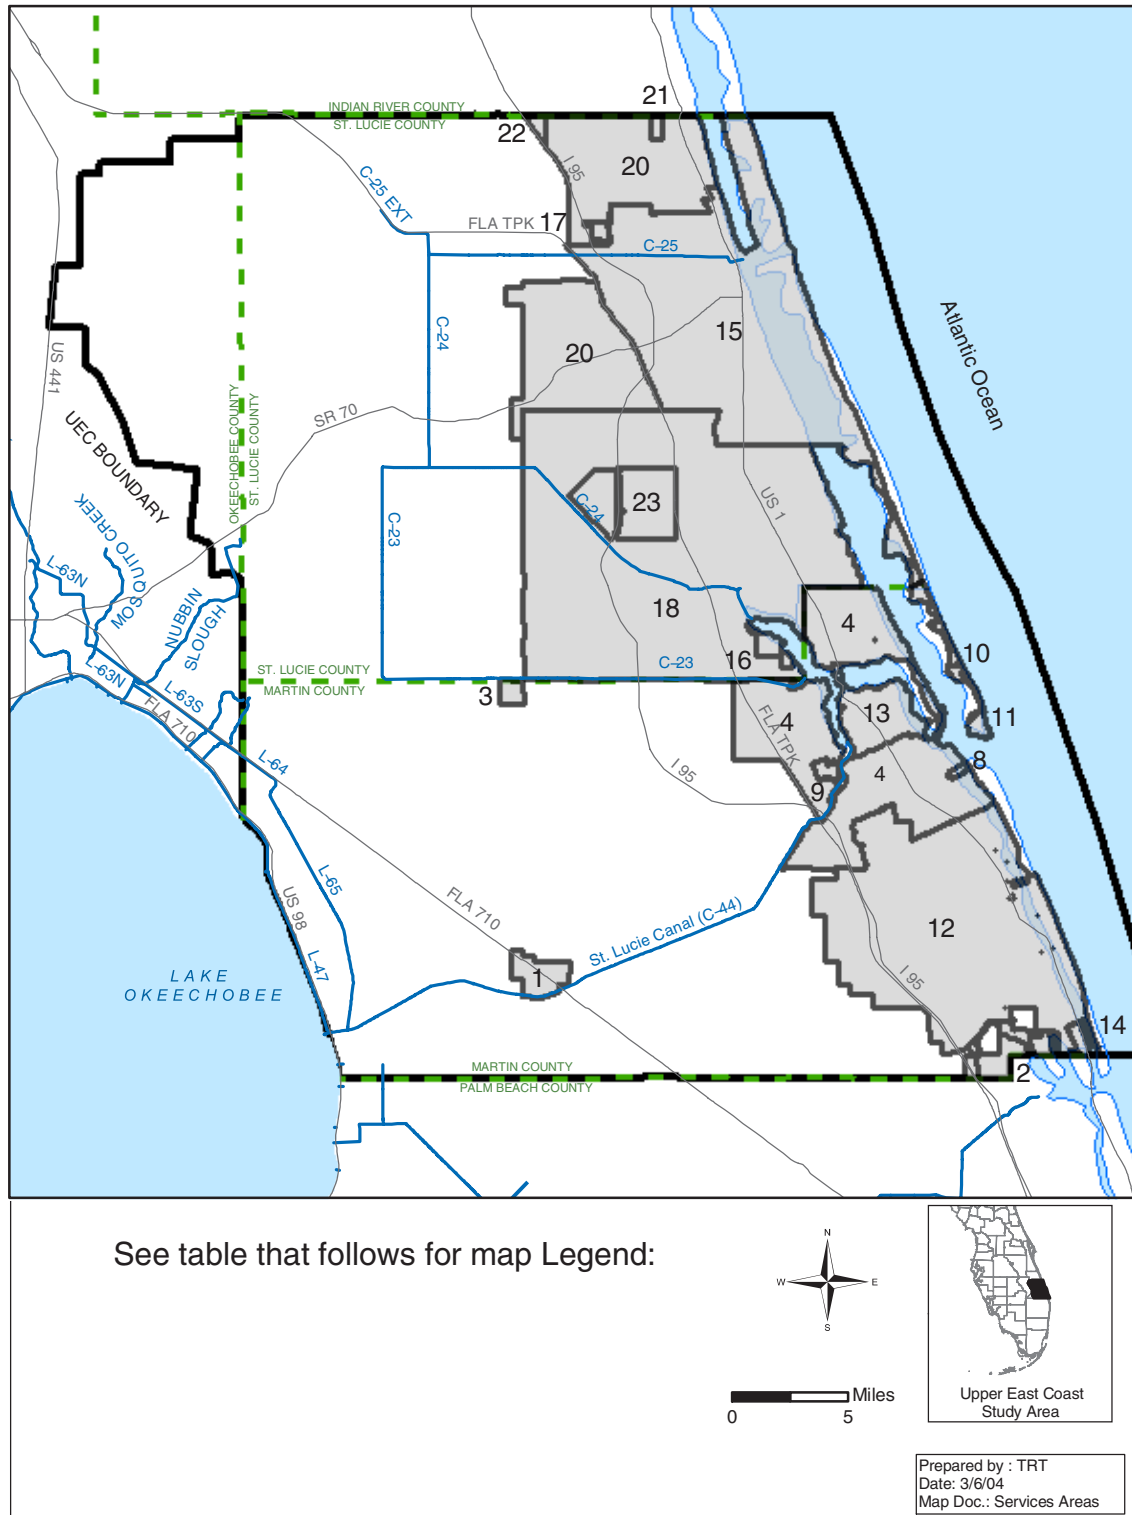 21
INDIAN RIVER COUNTY
ST. LUCIE COUNTY
22
I 95
20
C-25 EXT
FLA TPK
17
C-25
C-24
15
20
Atlantic Ocean
US 441
SR 70
OKEECHOBEE COUNTY
ST. LUCIE COUNTY
UEC BOUNDARY
C-24
23
US 1
C-23
MOSQUITO CREEK
L-63N
NUBBIN
SLOUGH
18
4
16
10
ST. LUCIE COUNTY
MARTIN COUNTY
C-23
L-63N
L-63S
FLA 710
3
4
13
11
FLA TPK
I 95
L-64
4
8
9
L-65
US 98
FLA 710
St. Lucie Canal (C-44)
12
L-47
LAKE
OKEECHOBEE
1
I 95
14
MARTIN COUNTY
PALM BEACH COUNTY
2
See table that follows for map Legend:
N
W
E
S
Miles
0
5
Upper East Coast
Study Area
Prepared by : TRT
Date: 3/6/04
Map Doc.: Services Areas